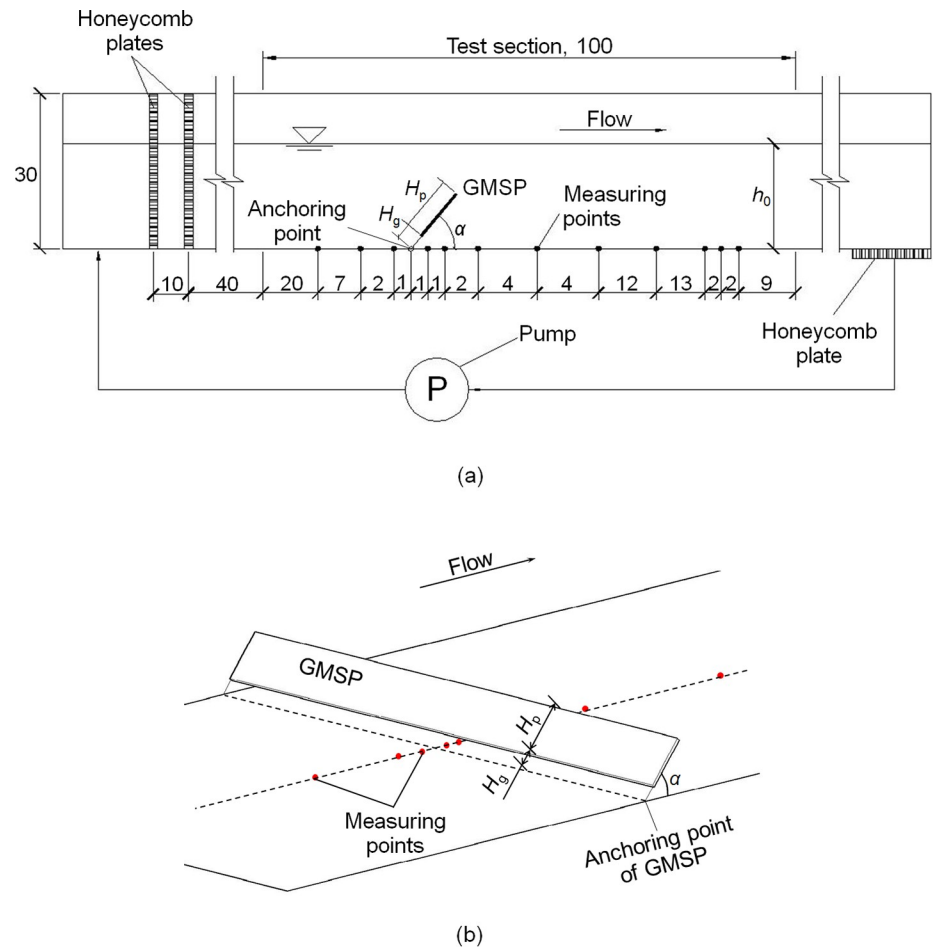 Honeycomb
plates
Test section, 100
Flow
30
Hp
GMSP
Measuring
points
h0
Anchoring
point
Hg
α
10 40 20 7 2 1 1 1 2 4 4 12 13 2 2 9
Honeycomb
plate
Pump
P
(a)
Flow
GMSP
Hp
Hg
α
Measuring
points
Anchoring point
of GMSP
(b)